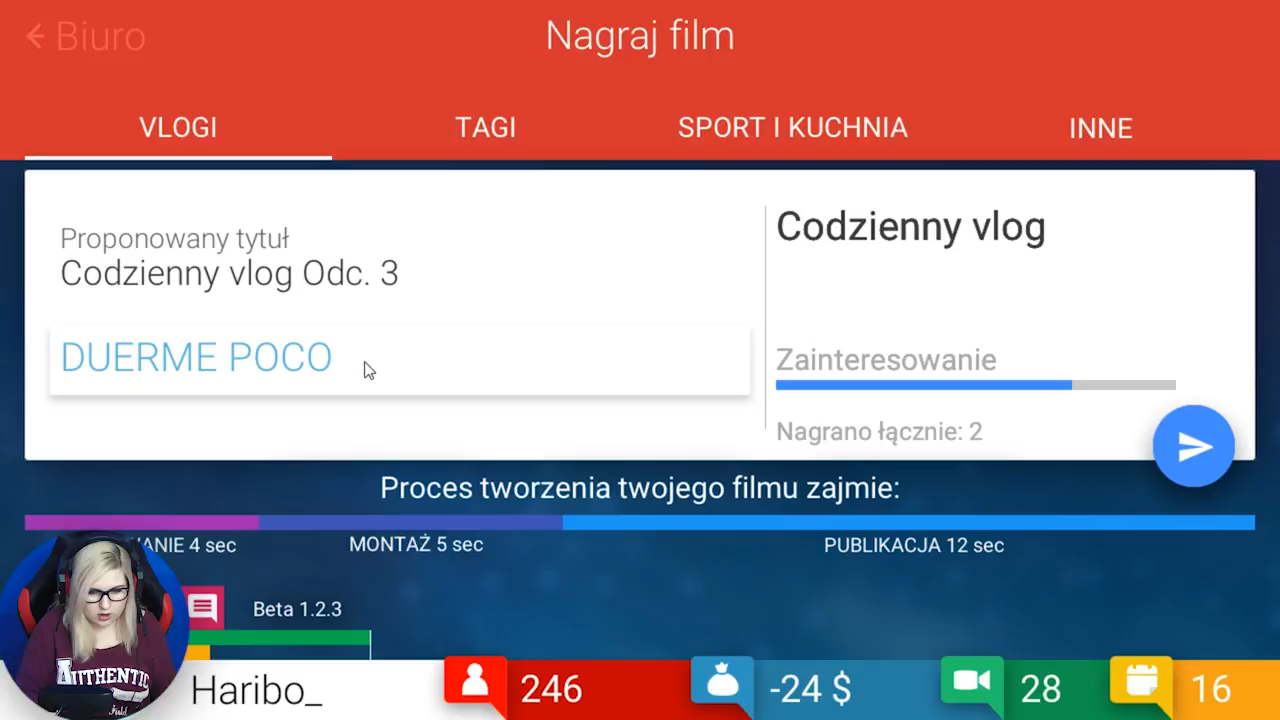 Biuro
Nagraj film
VLOGI
TAGI
SPORT I KUCHNIA
INNE
Proponowany tytuł
Codzienny vlog Odc. 3
DUERME POCO
Codzienny vlog
Zainteresowanie
Nagrano łącznie: 2
Proces tworzenia twojego filmu zajmie:
4 sec
MONTAŻ 5 sec
PUBLIKACJA 12 sec
Beta 1.2.3
AUTHENTIC
Haribo_
246
-24 $
28
16